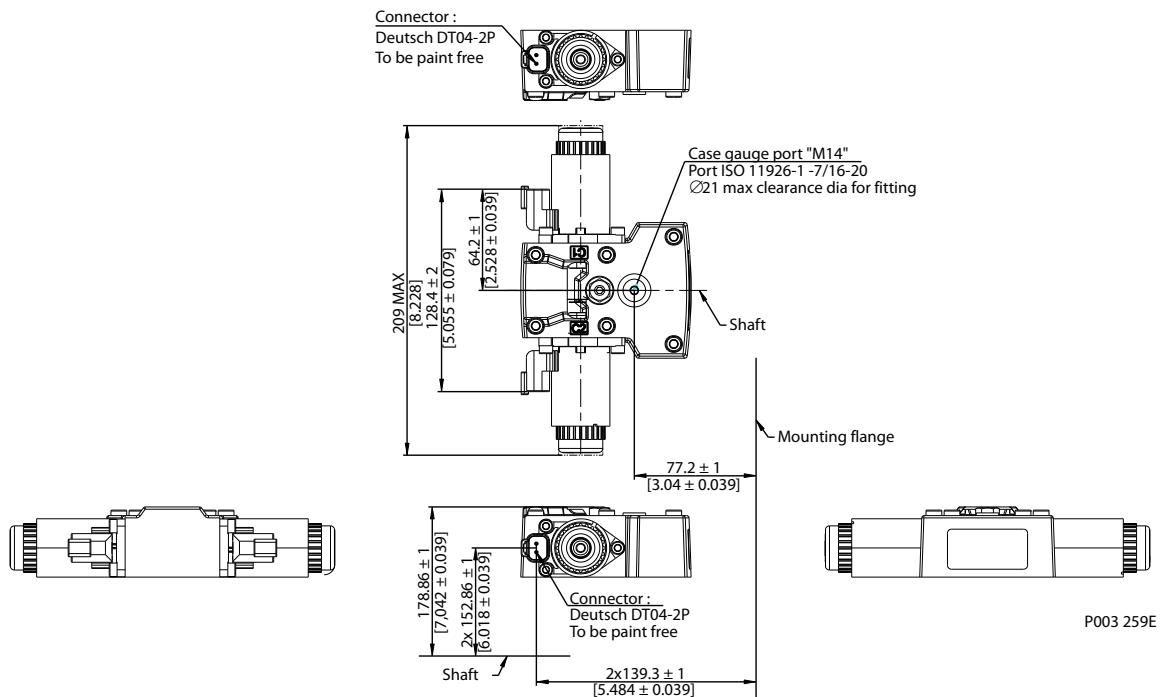 Connector :
Deutsch DT04-2P
To be paint free
Case gauge port "M14"
Port ISO 11926-1 -7/16-20
∅21 max clearance dia for fitting
209 MAX
[8.228]
128.4 ± 2
[5.055 ± 0.079]
64.2 ± 1
[2.528 ± 0.039]
C1
C2
Shaft
Mounting flange
77.2 ± 1
[3.04 ± 0.039]
178.86 ± 1
[7,042 ± 0.039]
2x 152.86 ± 1
[6.018 ± 0.039]
Connector :
Deutsch DT04-2P
To be paint free
Shaft
2x139.3 ± 1
[5.484 ± 0.039]
P003 259E